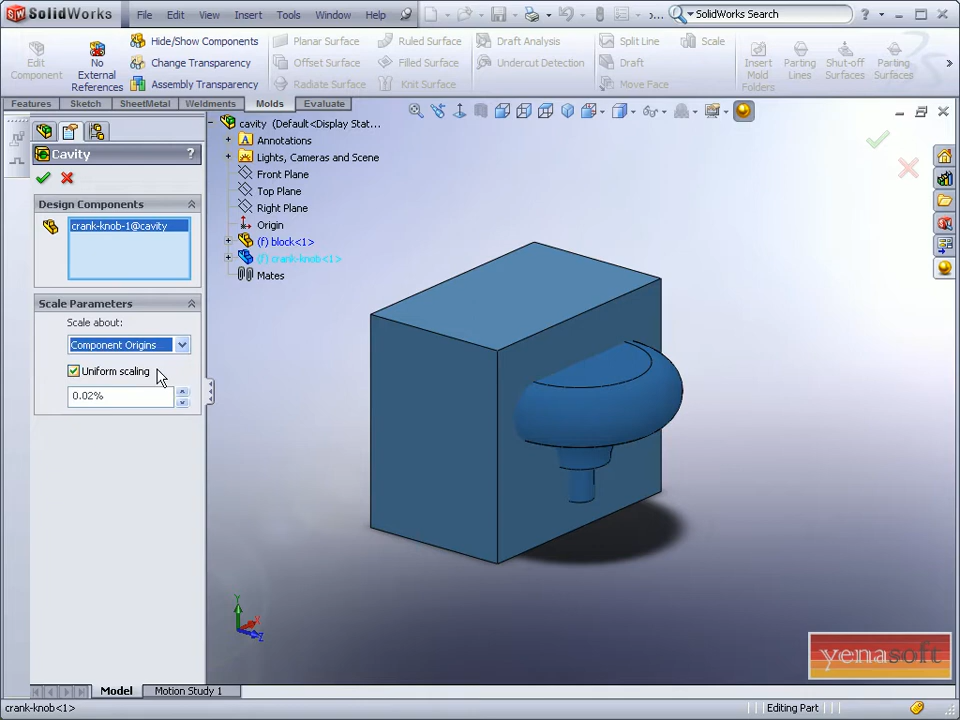 SolidWorks
File
Edit
View
Insert
Tools
Window
Help
...
SolidWorks Search
?
Edit
Component
No
External
References
Hide/Show Components
Change Transparency
Assembly Transparency
Planar Surface
Offset Surface
Radiate Surface
Ruled Surface
Filled Surface
Knit Surface
Draft Analysis
Undercut Detection
Split Line
Draft
Move Face
Scale
Insert
Mold
Folders
Parting
Lines
Shut-off
Surfaces
Parting
Surfaces
»
Features
Sketch
SheetMetal
Weldments
Molds
Evaluate
Cavity
?
Design Components
crank-knob-1@cavity
Scale Parameters
Scale about:
Component Origins
Uniform scaling
0.02%
cavity (Default<Display Stat...
Annotations
Lights, Cameras and Scene
Front Plane
Top Plane
Right Plane
Origin
(f) block<1>
(f) crank-knob<1>
Mates
Y
X
Z
yenasoft
Model
Motion Study 1
crank-knob<1>
Editing Part